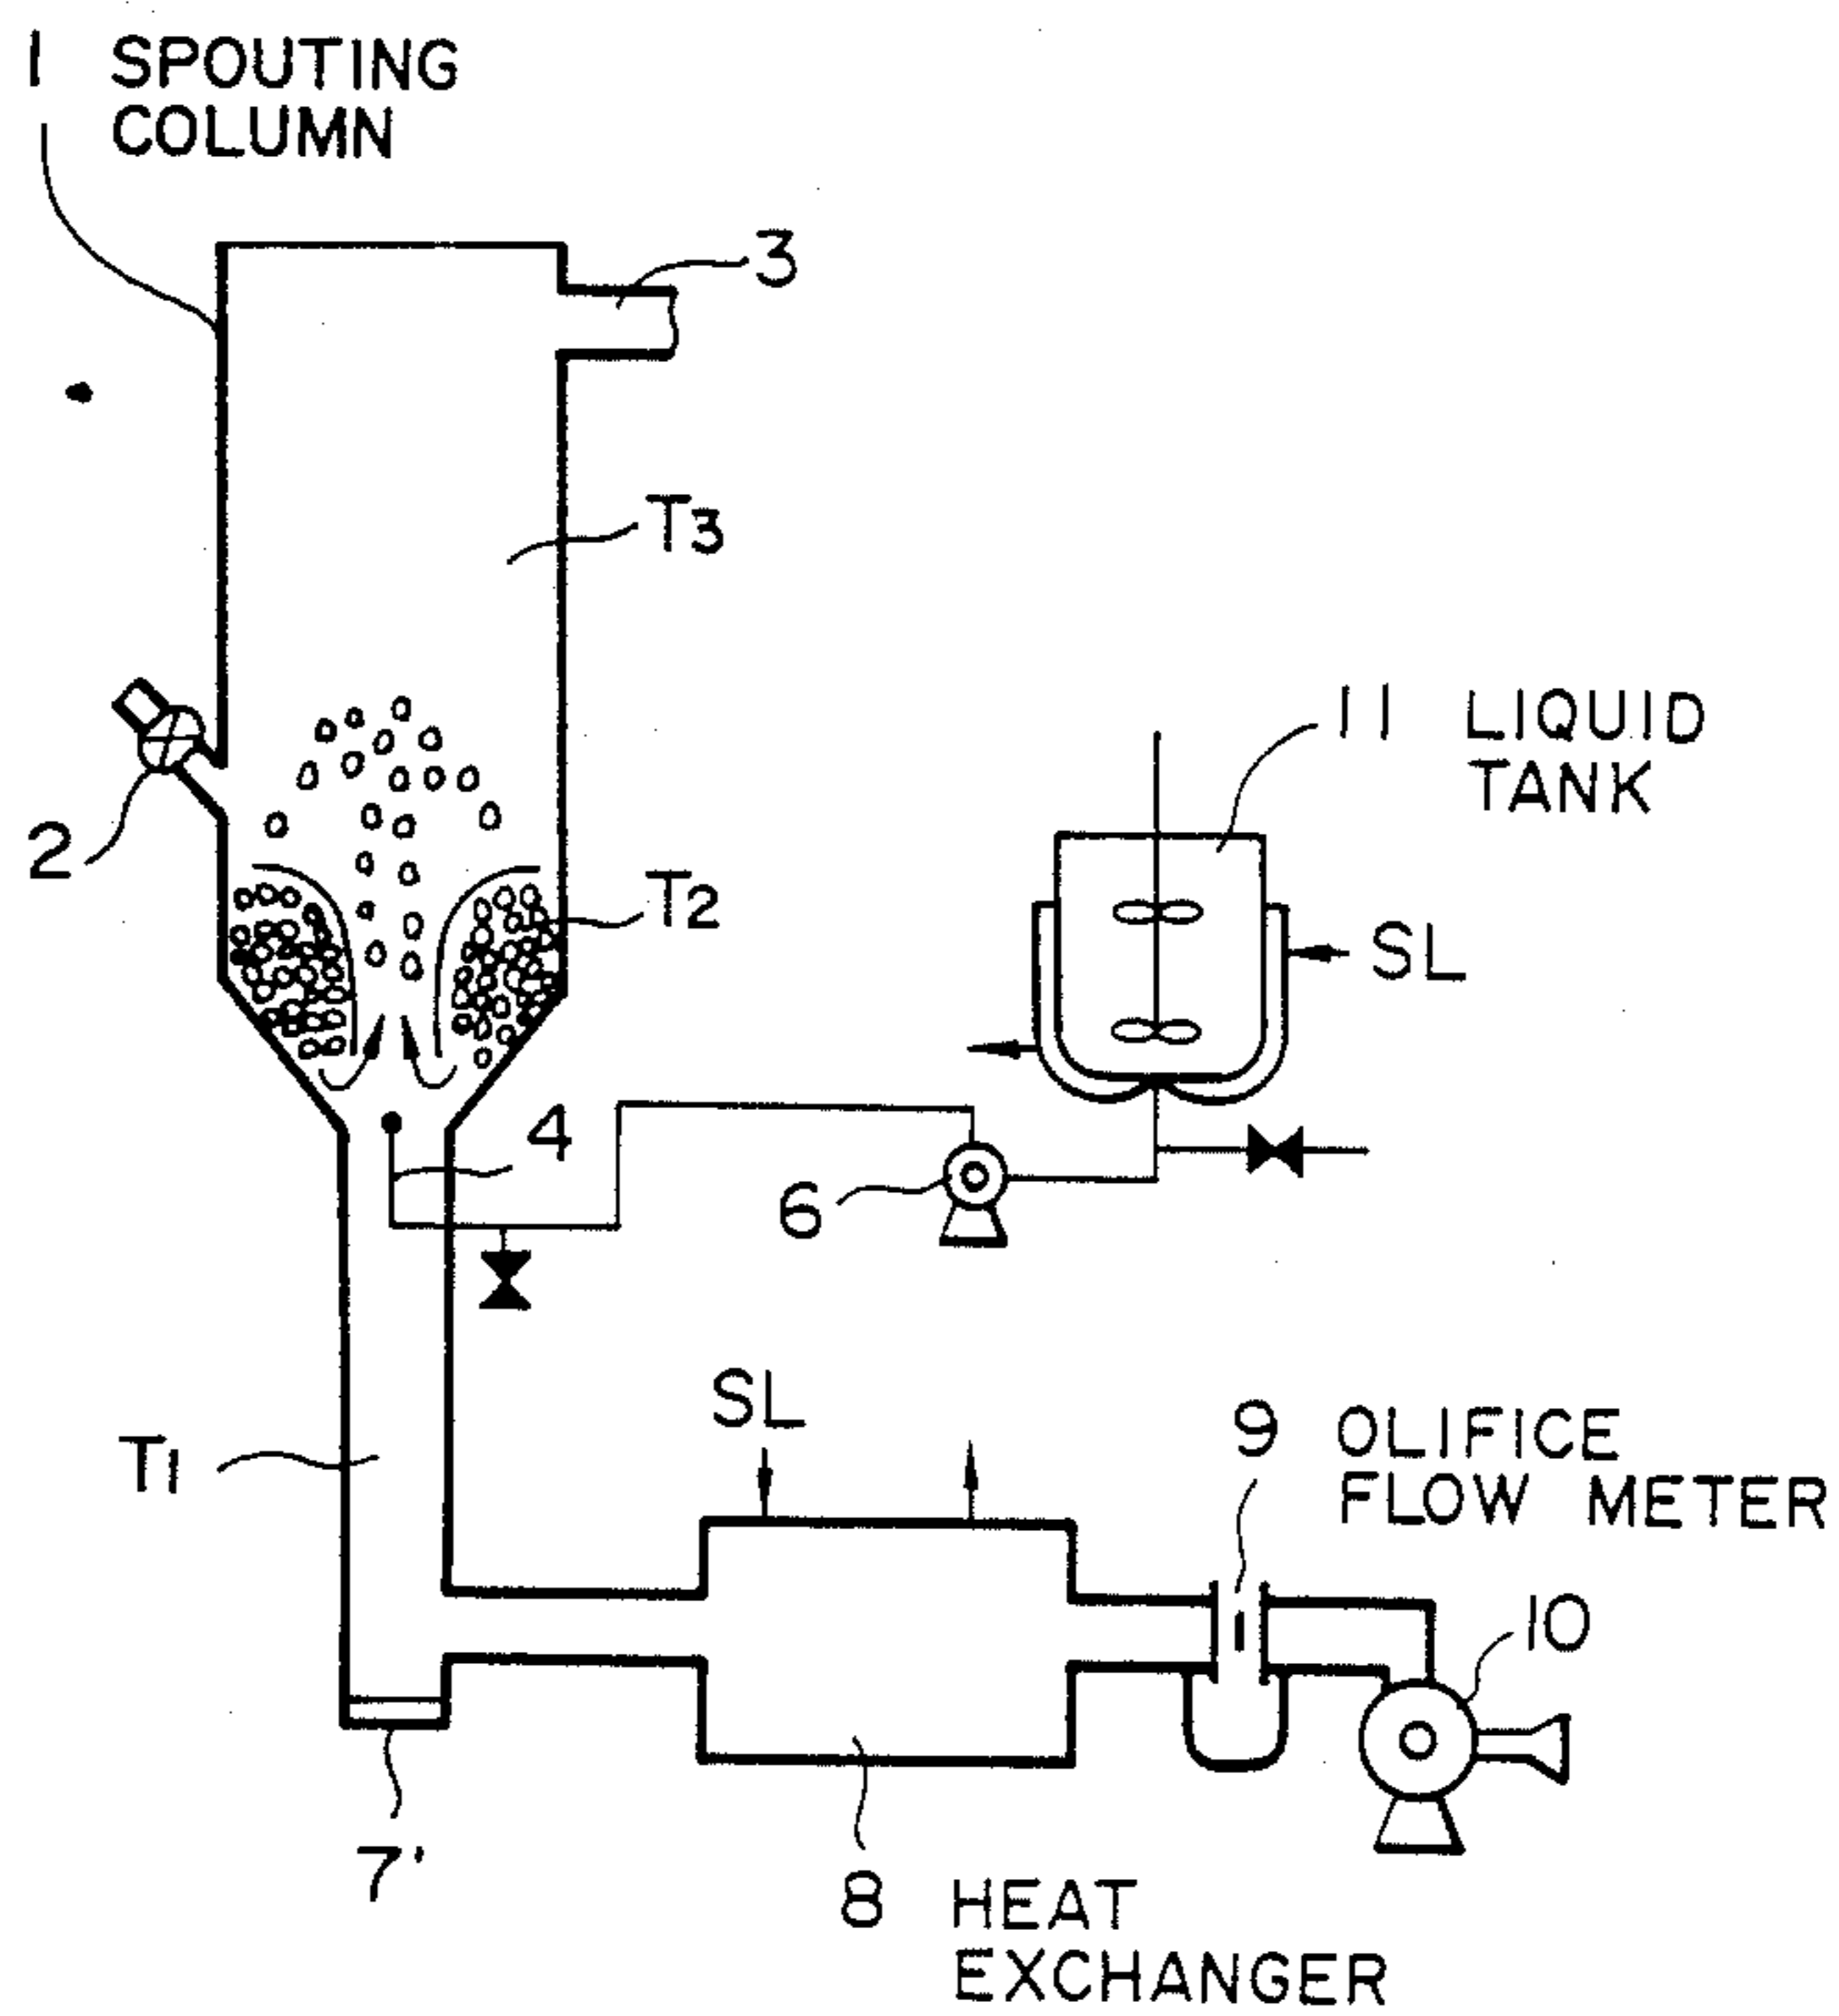 1 SPOUTING
COLUMN
3
T3
11 LIQUID
TANK
2
T2
SL
4
6
SL
T1
9 OLIFICE
FLOW METER
10
7'
8 HEAT
EXCHANGER